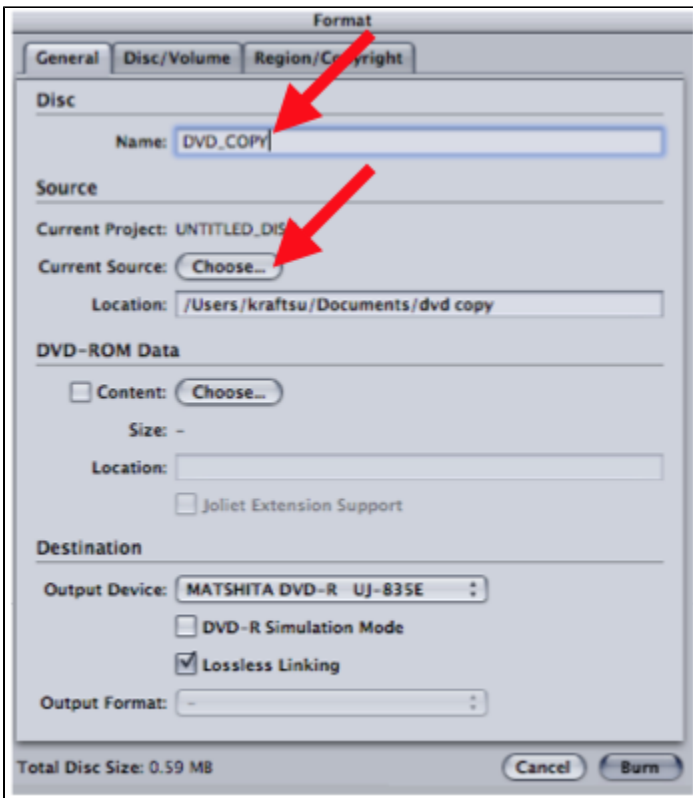 Format
General Disc/Volume Region/Copyright
Disc
Name: DVD_COPY
Source
Current Project:
Current Source: Choose...
Location: /Users/kraftsu/Documents/dvd copy
DVD-ROM Data
Content: Choose...
Size: -
Location:
Joliet Extension Support
Destination
Output Device: MATSHITA DVD-R UJ-835E
DVD-R Simulation Mode
Lossless Linking
Output Format: -
Total Disc Size: 0.59 MB Cancel Burn